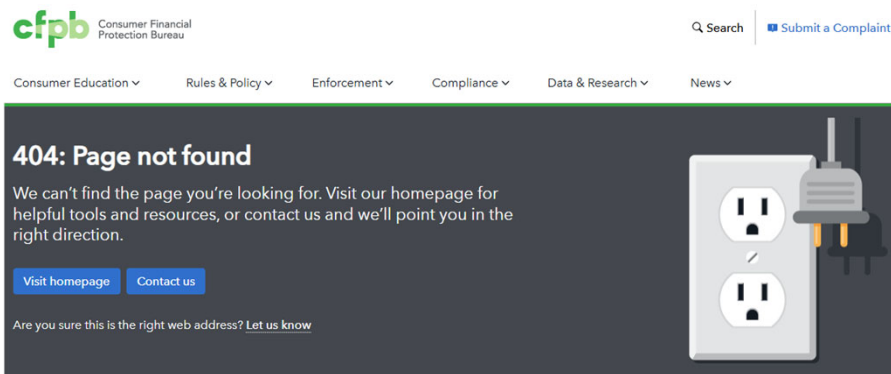 cfpb Consumer Financial
Protection Bureau
Search
Submit a Complaint
Consumer Education
Rules & Policy
Enforcement
Compliance
Data & Research
News
404: Page not found
We can't find the page you're looking for. Visit our homepage for
helpful tools and resources, or contact us and we'll point you in the
right direction.
Visit homepage
Contact us
Are you sure this is the right web address? Let us know